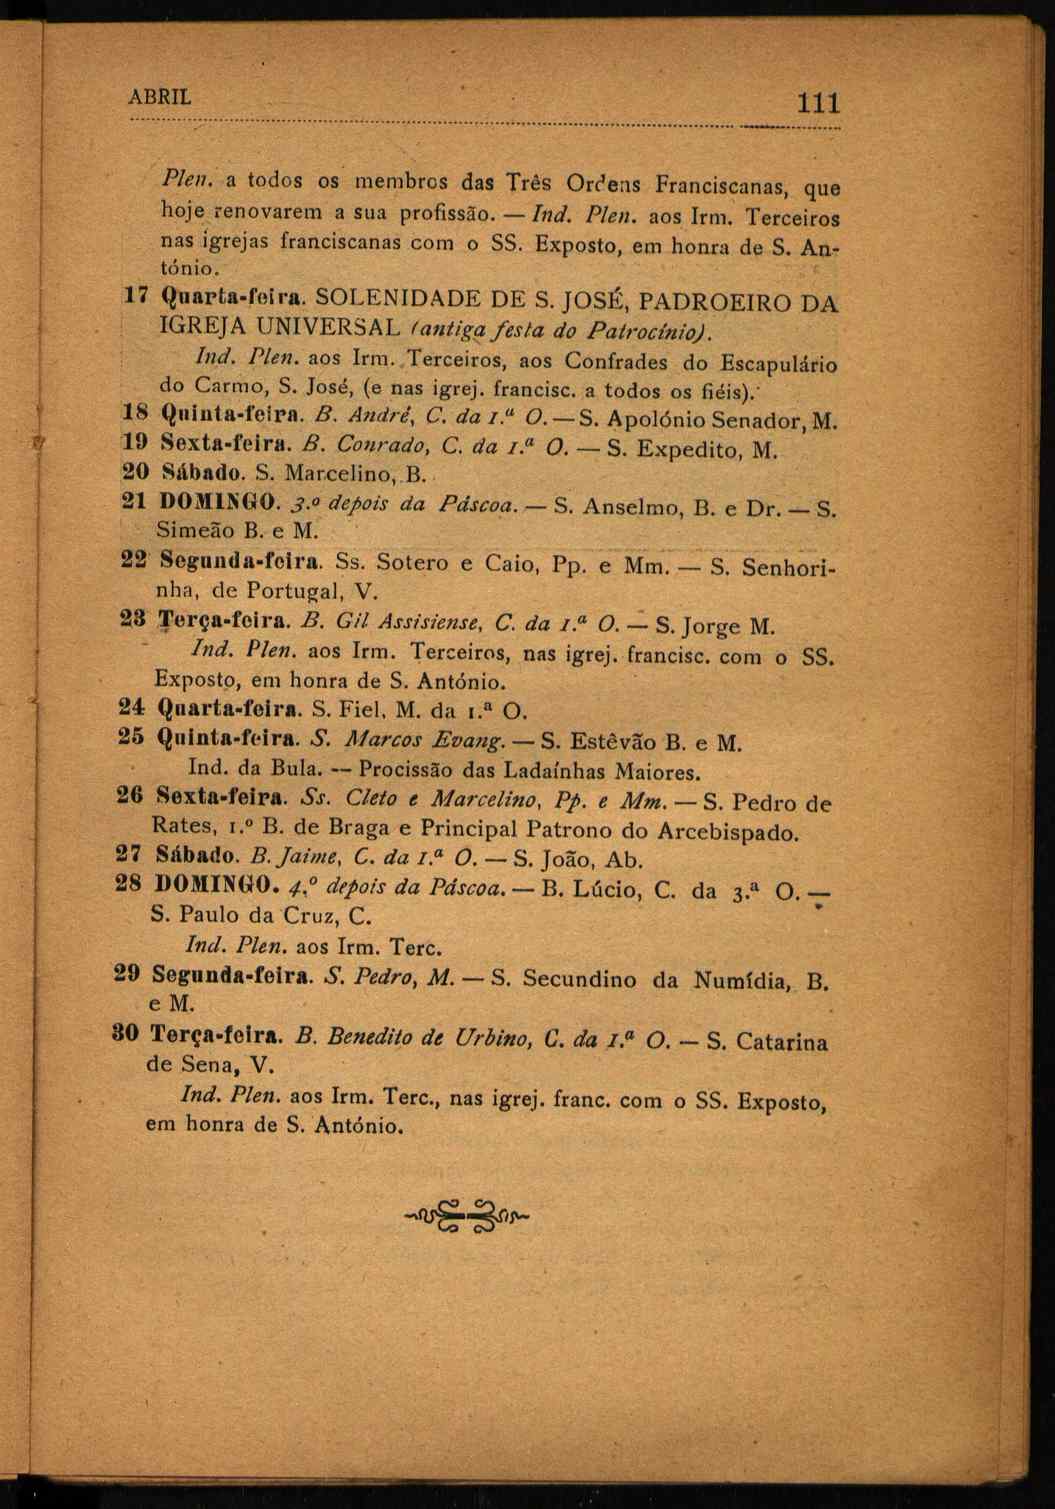 ABRIL
111
Plen. a todos os membros das Três Ordens Franciscanas, que
hoje renovarem a sua profissão. — Ind. Plen. aos Irm. Terceiros
nas igrejas franciscanas com o SS. Exposto, em honra de S. An-
tónio.
17 Quarta-feira. SOLENIDADE DE S. JOSÉ, PADROEIRO DA
IGREJA UNIVERSAL (antiga festa do Patrocínio).
Ind. Plen. aos Irm. Terceiros, aos Confrades do Escapulário
do Carmo, S. José, (e nas igrej. francisc. a todos os fiéis).
18 Quinta-feira. B. André, C. da 1.ª O. — S. Apolónio Senador, M.
19 Sexta-feira. B. Conrado, C. da 1.ª O. — S. Expedito, M.
20 Sábado. S. Marcelino, B.
21 DOMINGO. 3.º depois da Páscoa. — S. Anselmo, B. e Dr. — S.
Simeão B. e M.
22 Segunda-feira. Ss. Sotero e Caio, Pp. e Mm. — S. Senhori-
nha, de Portugal, V.
23 Terça-feira. B. Gil Assisiense, C. da 1.ª O. — S. Jorge M.
Ind. Plen. aos Irm. Terceiros, nas igrej. francisc. com o SS.
Exposto, em honra de S. António.
24 Quarta-feira. S. Fiel, M. da 1.ª O.
25 Quinta-feira. S. Marcos Evang. — S. Estêvão B. e M.
Ind. da Bula. — Procissão das Ladaínhas Maiores.
26 Sexta-feira. Ss. Cleto e Marcelino, Pp. e Mm. — S. Pedro de
Rates, 1.º B. de Braga e Principal Patrono do Arcebispado.
27 Sábado. B. Jaime, C. da 1.ª O. — S. João, Ab.
28 DOMINGO. 4.º depois da Páscoa. — B. Lúcio, C. da 3.ª O. —
S. Paulo da Cruz, C.
Ind. Plen. aos Irm. Terc.
29 Segunda-feira. S. Pedro, M. — S. Secundino da Numídia, B.
e M.
30 Terça-feira. B. Benedito de Urbino, C. da 1.ª O. — S. Catarina
de Sena, V.
Ind. Plen. aos Irm. Terc., nas igrej. franc. com o SS. Exposto,
em honra de S. António.